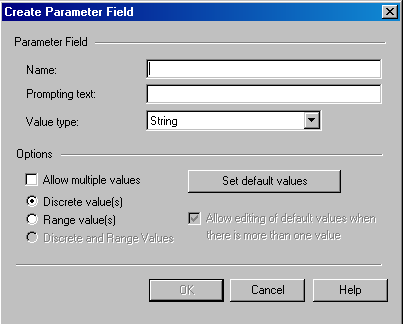 Create Parameter Field
Parameter Field
Name:
Prompting text:
Value type: String
Options
Allow multiple values
Set default values
Discrete value(s)
Range value(s)
Allow editing of default values when
there is more than one value
Discrete and Range Values
OK Cancel Help